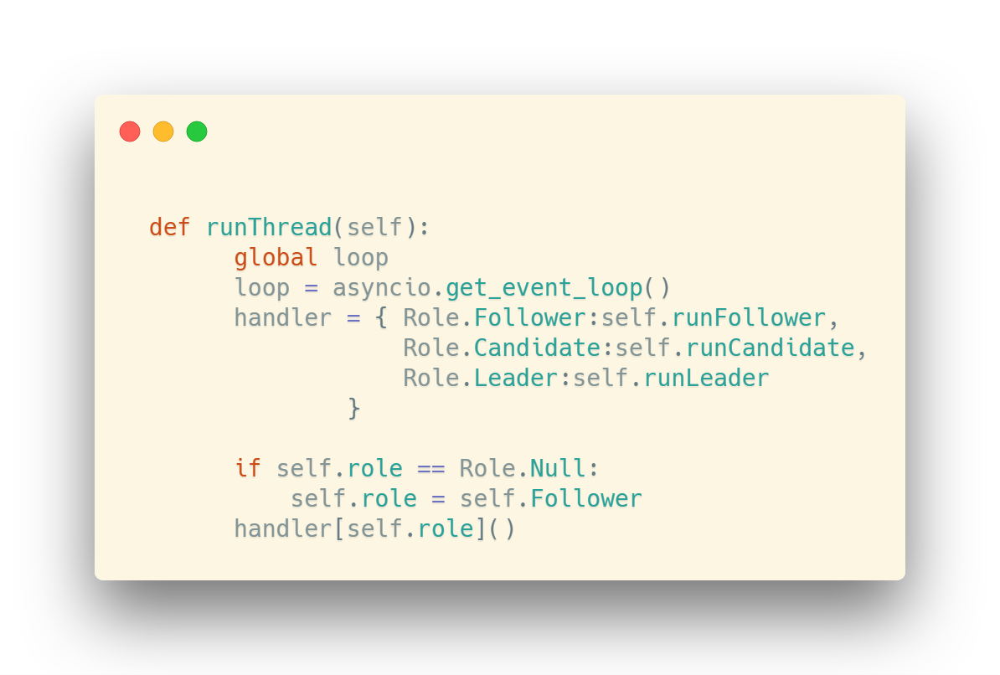 def runThread(self):
      global loop
      loop = asyncio.get_event_loop()
      handler = { Role.Follower:self.runFollower,
                  Role.Candidate:self.runCandidate,
                  Role.Leader:self.runLeader
              }

      if self.role == Role.Null:
          self.role = self.Follower
      handler[self.role]()